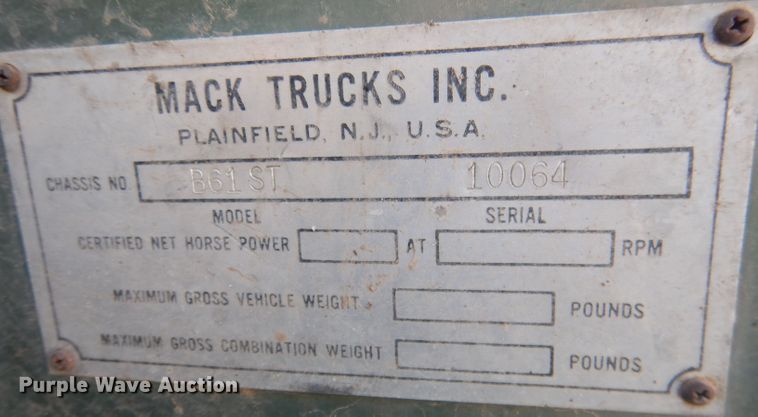 MACK TRUCKS INC.
PLAINFIELD, N.J., U.S.A.
CHASSIS NO. B61ST 10064
MODEL SERIAL
CERTIFIED NET HORSE POWER AT RPM
MAXIMUM GROSS VEHICLE WEIGHT POUNDS
MAXIMUM GROSS COMBINATION WEIGHT POUNDS
Purple Wave Auction